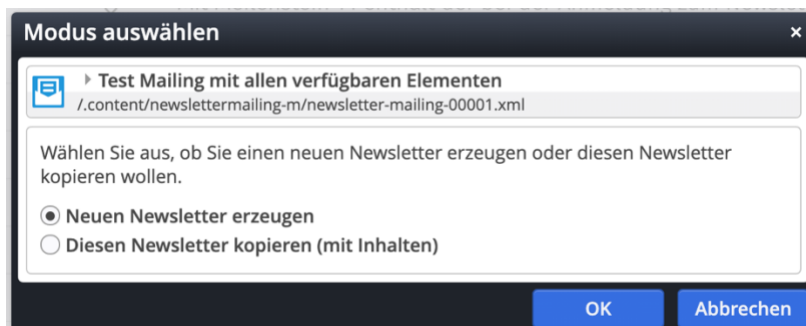 Modus auswählen
×
Test Mailing mit allen verfügbaren Elementen
/.content/newslettermailing-m/newsletter-mailing-00001.xml
Wählen Sie aus, ob Sie einen neuen Newsletter erzeugen oder diesen Newsletter
kopieren wollen.
Neuen Newsletter erzeugen
Diesen Newsletter kopieren (mit Inhalten)
OK
Abbrechen